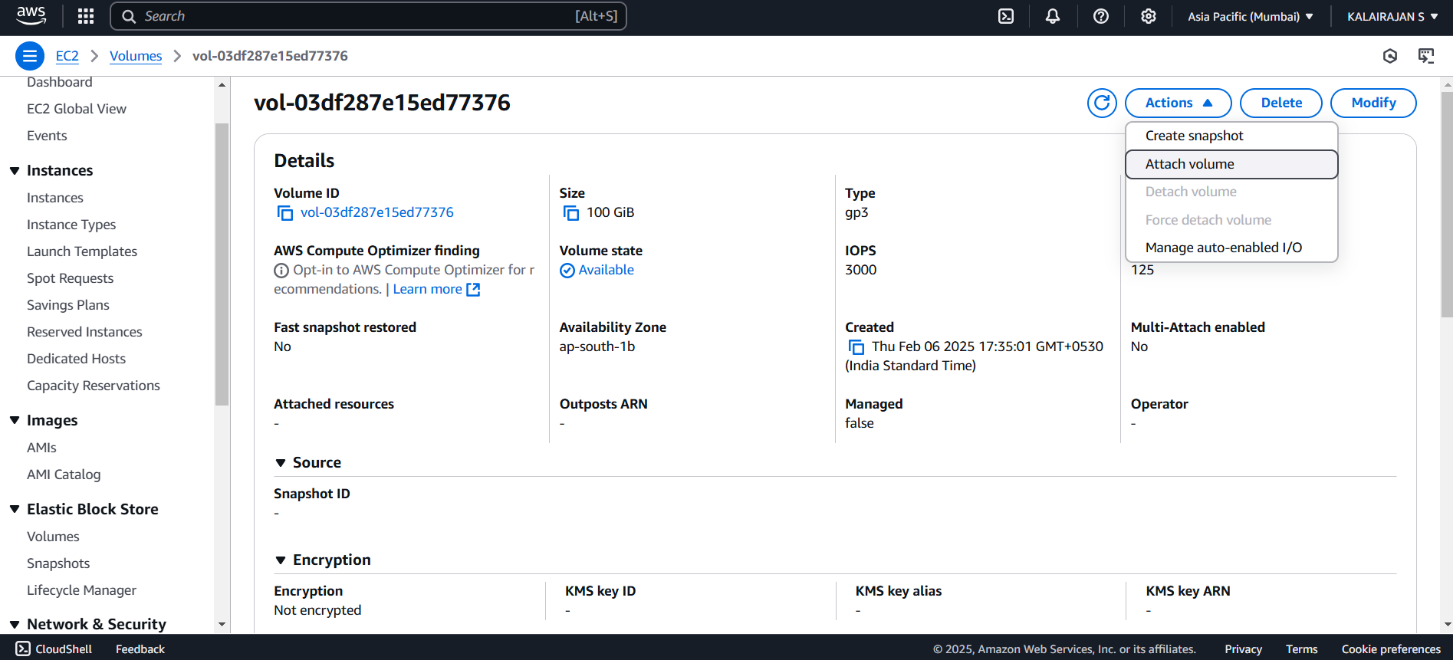 aws
Search
[Alt+S]
Asia Pacific (Mumbai)
KALAIRAJAN S
EC2
Volumes
vol-03df287e15ed77376
Dashboard
EC2 Global View
Events
Instances
Instances
Instance Types
Launch Templates
Spot Requests
Savings Plans
Reserved Instances
Dedicated Hosts
Capacity Reservations
Images
AMIs
AMI Catalog
Elastic Block Store
Volumes
Snapshots
Lifecycle Manager
Network & Security
vol-03df287e15ed77376
Actions
Delete
Modify
Create snapshot
Attach volume
Detach volume
Force detach volume
Manage auto-enabled I/O
Details
Volume ID
vol-03df287e15ed77376
Size
100 GiB
Type
gp3
AWS Compute Optimizer finding
Opt-in to AWS Compute Optimizer for r
ecommendations. | Learn more
Volume state
Available
IOPS
3000
125
Fast snapshot restored
No
Availability Zone
ap-south-1b
Created
Thu Feb 06 2025 17:35:01 GMT+0530
(India Standard Time)
Multi-Attach enabled
No
Attached resources
-
Outposts ARN
-
Managed
false
Operator
-
Source
Snapshot ID
-
Encryption
Encryption
Not encrypted
KMS key ID
-
KMS key alias
-
KMS key ARN
-
CloudShell
Feedback
© 2025, Amazon Web Services, Inc. or its affiliates.
Privacy
Terms
Cookie preferences